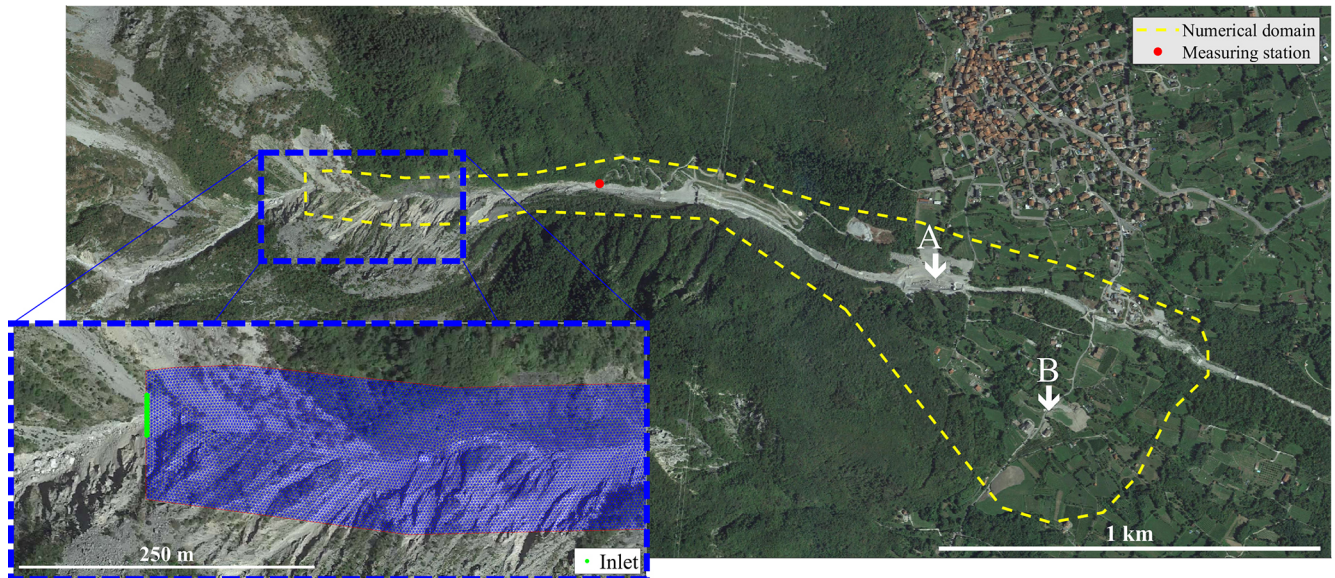 Numerical domain
Measuring station
A
B
1 km
250 m
Inlet